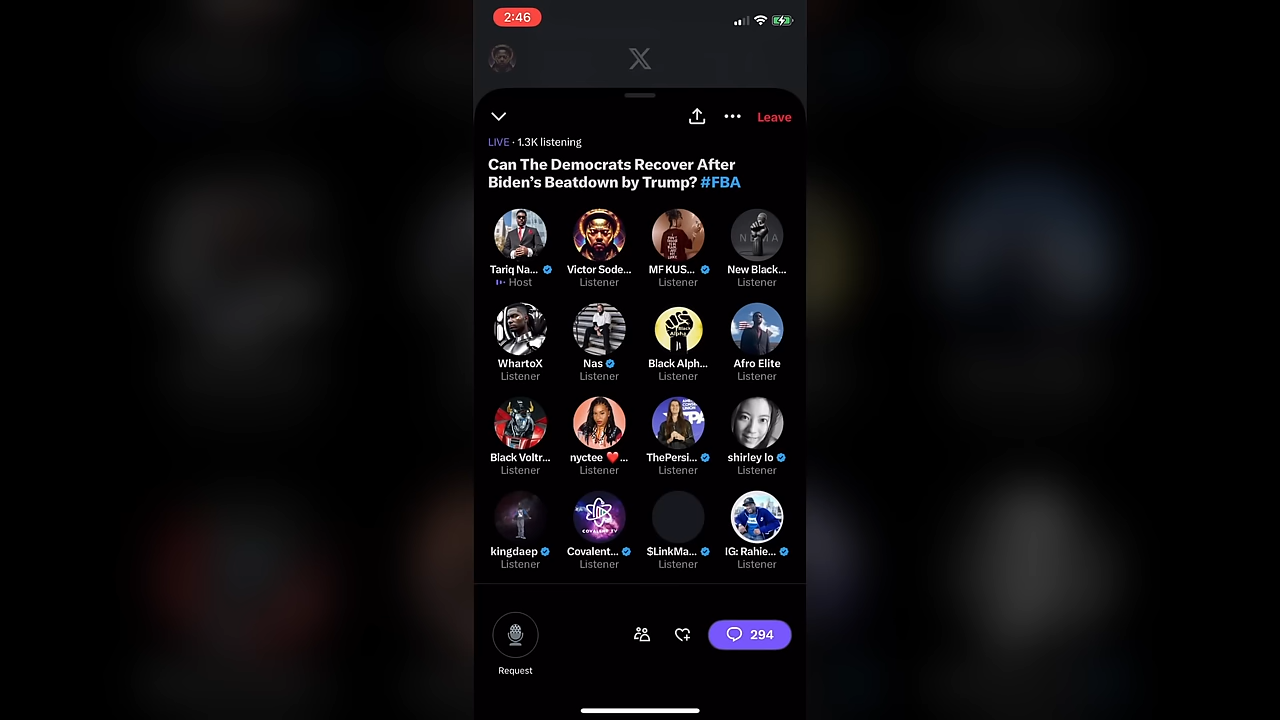 2:46
Leave
LIVE · 1.3K listening
Can The Democrats Recover After
Biden's Beatdown by Trump? #FBA
Tariq Na... Victor Sode... MF KUS... New Black...
Host Listener Listener Listener
WhartoX Nas Black Alph... Afro Elite
Listener Listener Listener Listener
Black Voltr... nyctee ❤️... ThePersi... shirley lo
Listener Listener Listener Listener
COVALENT TV
kingdaep Covalent... $LinkMa... IG: Rahie...
Listener Listener Listener Listener
294
Request